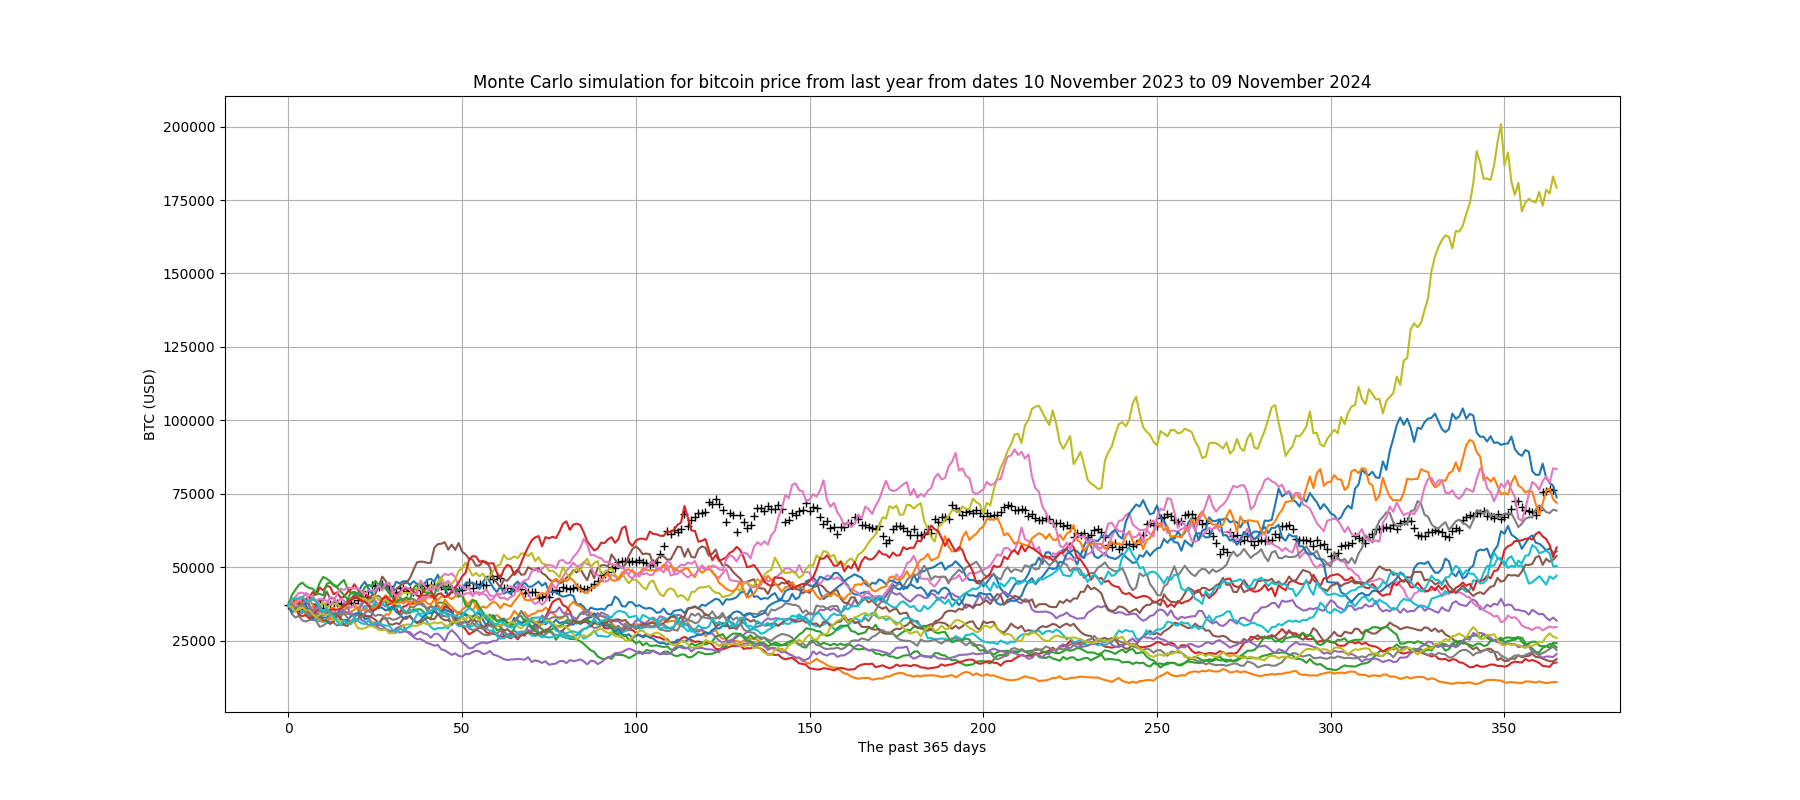 Monte Carlo simulation for bitcoin price from last year from dates 10 November 2023 to 09 November 2024
200000
175000
150000
125000
100000
75000
50000
25000
BTC (USD)
0 50 100 150 200 250 300 350
The past 365 days